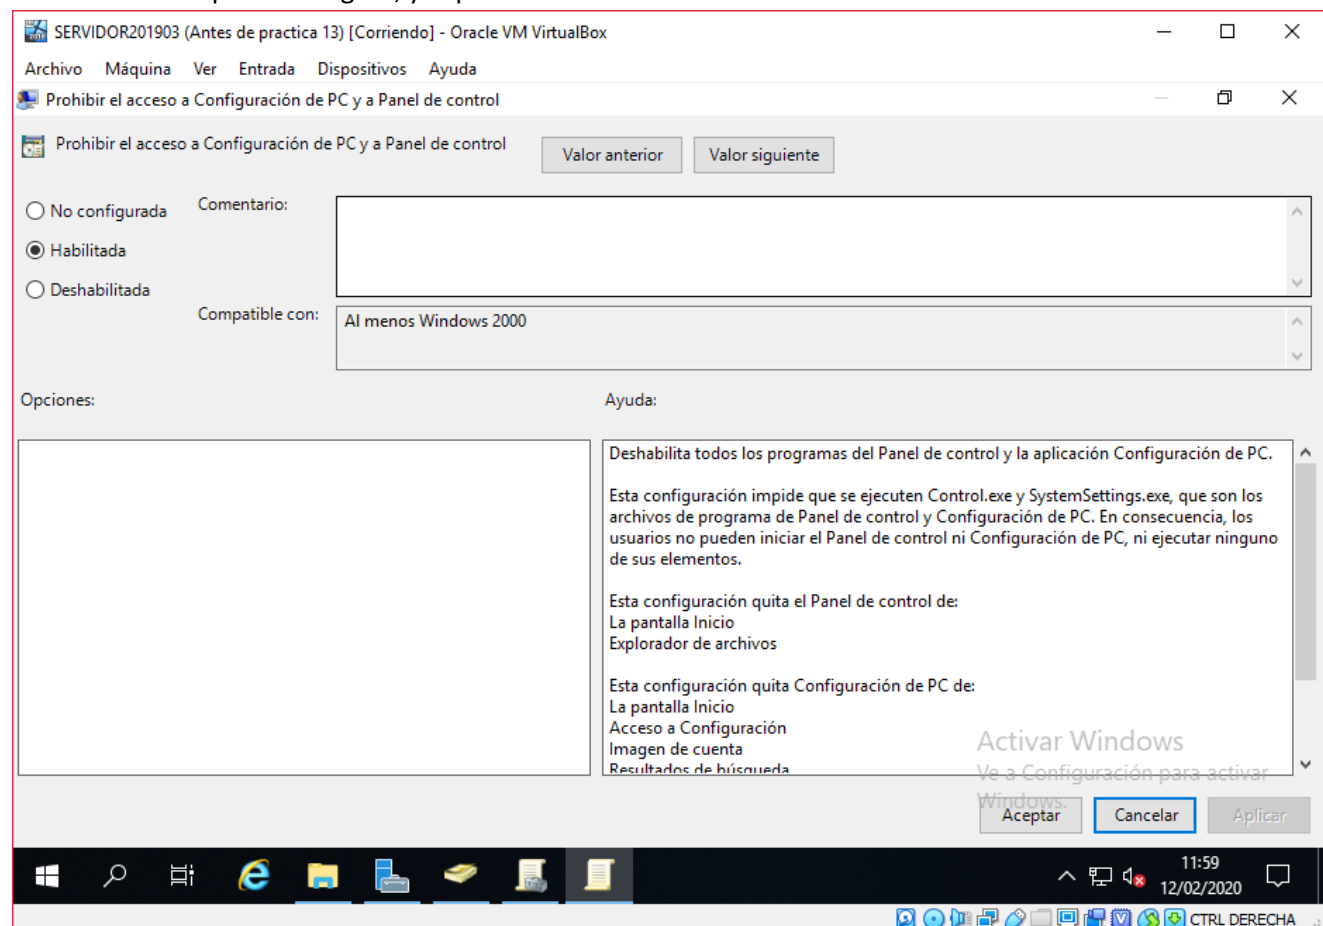 SERVIDOR201903 (Antes de practica 13) [Corriendo] - Oracle VM VirtualBox
Archivo Máquina Ver Entrada Dispositivos Ayuda
Prohibir el acceso a Configuración de PC y a Panel de control
Prohibir el acceso a Configuración de PC y a Panel de control
Valor anterior Valor siguiente
No configurada
Habilitada
Deshabilitada
Comentario:
Compatible con:
Al menos Windows 2000
Opciones:
Ayuda:
Deshabilita todos los programas del Panel de control y la aplicación Configuración de PC.
Esta configuración impide que se ejecuten Control.exe y SystemSettings.exe, que son los
archivos de programa de Panel de control y Configuración de PC. En consecuencia, los
usuarios no pueden iniciar el Panel de control ni Configuración de PC, ni ejecutar ninguno
de sus elementos.
Esta configuración quita el Panel de control de:
La pantalla Inicio
Explorador de archivos
Esta configuración quita Configuración de PC de:
La pantalla Inicio
Acceso a Configuración
Imagen de cuenta
Resultados de búsqueda
Activar Windows
Ve a Configuración para activar
Windows.
Aceptar Cancelar Aplicar
11:59
12/02/2020
CTRL DERECHA